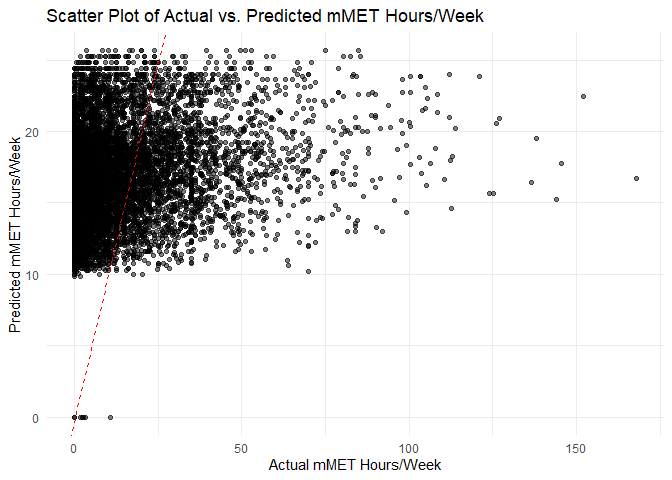 Scatter Plot of Actual vs. Predicted mMET Hours/Week
Predicted mMET Hours/Week
20
10
0
0 50 100 150
Actual mMET Hours/Week